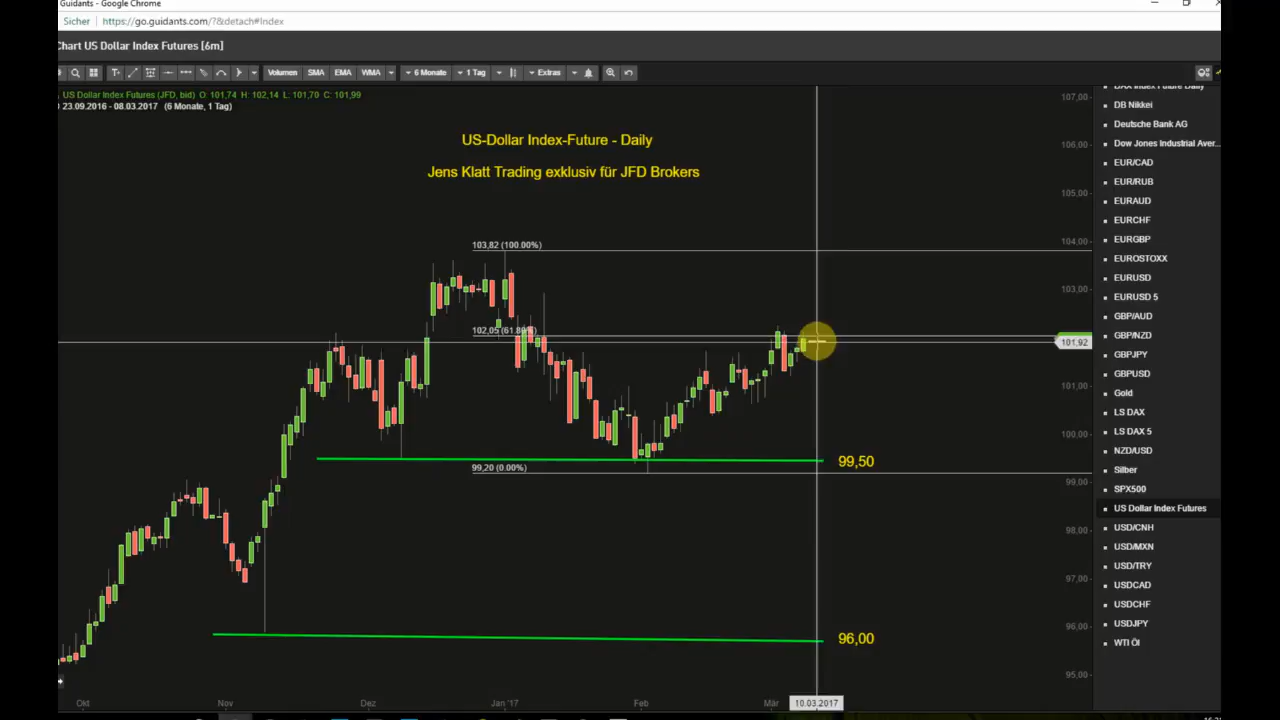 Guidants - Google Chrome
Sicher https://go.guidants.com/?&detach#Index
Chart US Dollar Index Futures [6m]
T+ Volumen SMA EMA WMA 6 Monate 1 Tag Extras
US Dollar Index Futures (JFD, bid) O: 101,74 H: 102,14 L: 101,70 C: 101,99
23.09.2016 - 08.03.2017 (6 Monate, 1 Tag)
US-Dollar Index-Future - Daily
Jens Klatt Trading exklusiv für JFD Brokers
103,82 (100.00%)
102,05 (61.80%)
99,20 (0.00%)
99,50
96,00
107,00
106,00
105,00
104,00
103,00
101,92
101,00
100,00
99,00
98,00
97,00
96,00
95,00
Okt Nov Dez Jan '17 Feb Mär 10.03.2017
DAX Index Future Daily
DB Nikkei
Deutsche Bank AG
Dow Jones Industrial Aver...
EUR/CAD
EUR/RUB
EURAUD
EURCHF
EURGBP
EUROSTOXX
EURUSD
EURUSD 5
GBP/AUD
GBP/NZD
GBPJPY
GBPUSD
Gold
LS DAX
LS DAX 5
NZD/USD
Silber
SPX500
US Dollar Index Futures
USD/CNH
USD/MXN
USD/TRY
USDCAD
USDCHF
USDJPY
WTI Öl